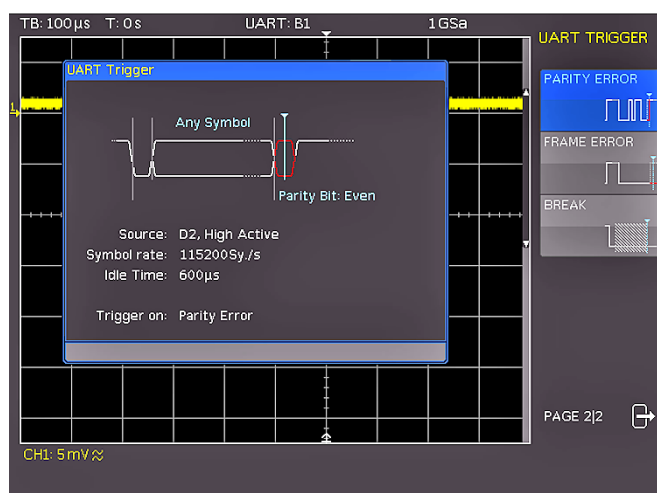 TB: 100µs T: 0s UART: B1 1GSa
UART TRIGGER
UART Trigger
PARITY ERROR
1
Any Symbol
FRAME ERROR
Parity Bit: Even
BREAK
Source: D2, High Active
Symbol rate: 115200Sy./s
Idle Time: 600µs
Trigger on: Parity Error
PAGE 2|2
CH1: 5mV